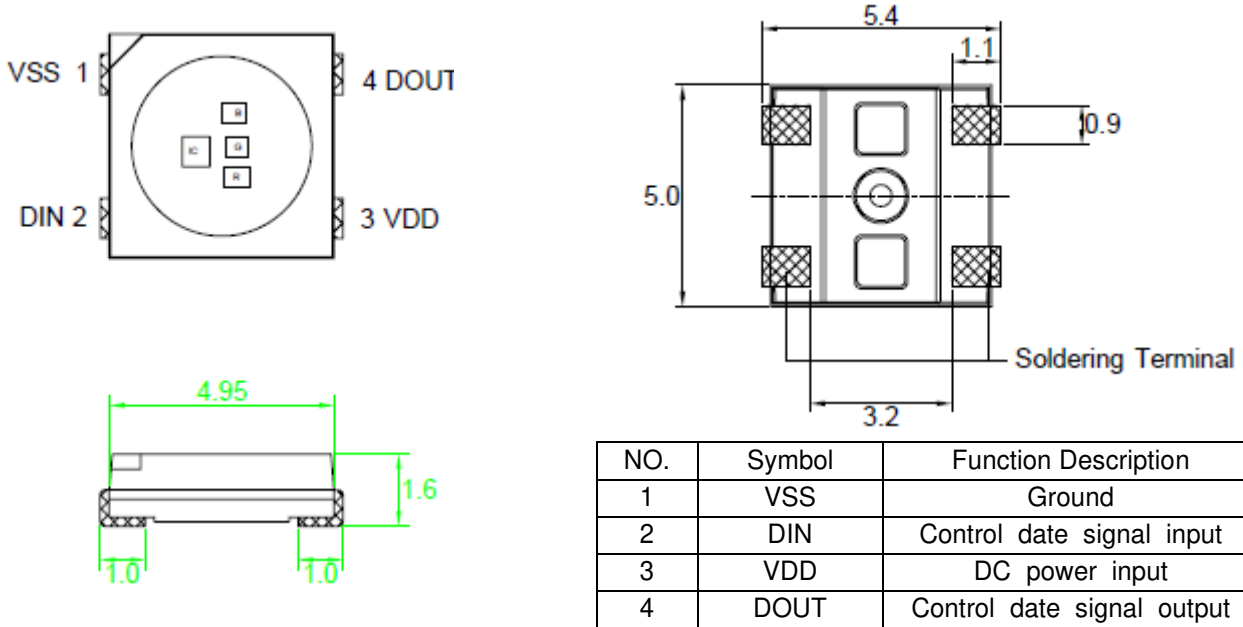 VSS 1
4 DOUT
DIN 2
3 VDD
B
IC
G
R
5.4
1.1
0.9
5.0
Soldering Terminal
3.2
4.95
1.6
1.0
1.0
NO. Symbol Function Description
1 VSS Ground
2 DIN Control date signal input
3 VDD DC power input
4 DOUT Control date signal output